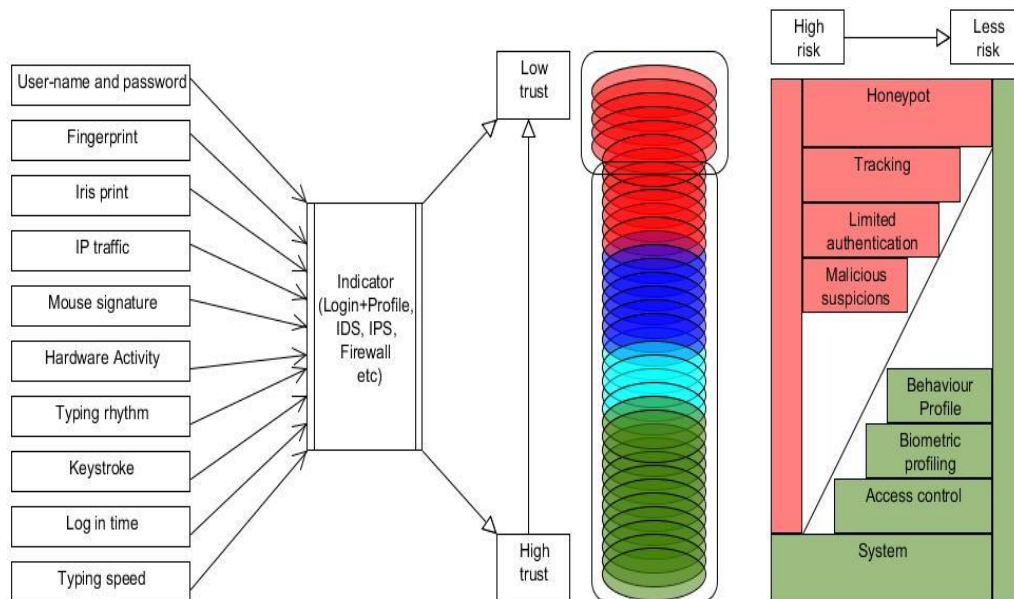 User-name and password
Fingerprint
Iris print
IP traffic
Mouse signature
Hardware Activity
Typing rhythm
Keystroke
Log in time
Typing speed
Indicator
(Login+Profile,
IDS, IPS,
Firewall
etc)
Low
trust
High
trust
High
risk
Less
risk
Honeypot
Tracking
Limited
authentication
Malicious
suspicions
Behaviour
Profile
Biometric
profiling
Access control
System